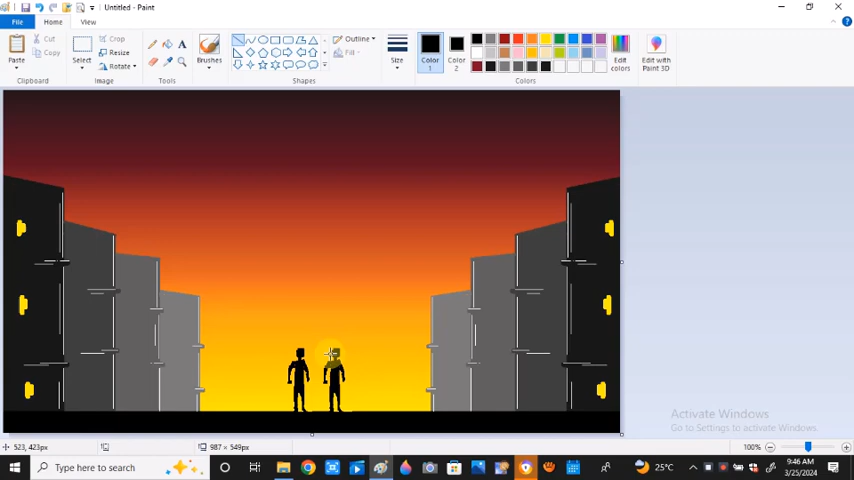 Untitled - Paint
File Home View
Paste
Cut
Copy
Clipboard
Select
Crop
Resize
Rotate
Image
Tools
Brushes
Outline
Fill
Shapes
Size
Color 1
Color 2
Edit colors
Colors
Edit with Paint 3D
Activate Windows
Go to Settings to activate Windows.
523, 423px
987 × 549px
100%
Type here to search
25°C
9:46 AM
3/25/2024